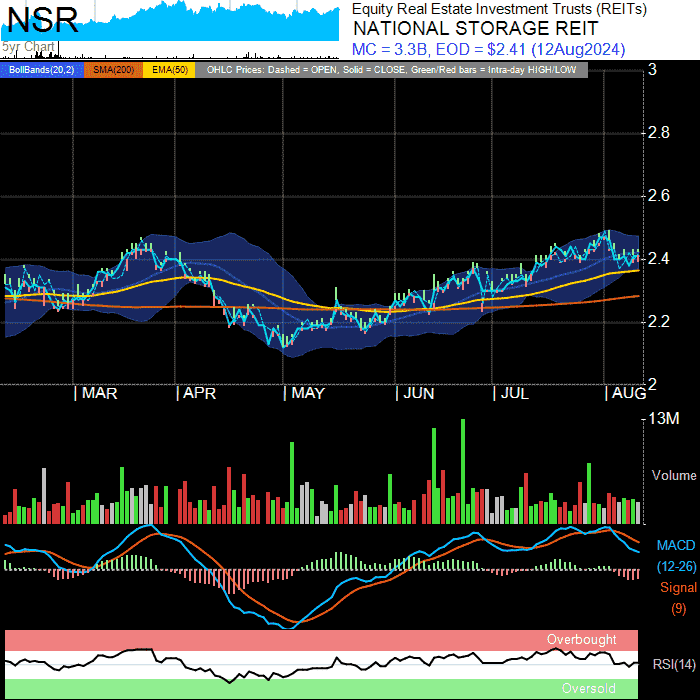 NSR
5yr Chart
Equity Real Estate Investment Trusts (REITs)
NATIONAL STORAGE REIT
MC = 3.3B, EOD = $2.41 (12Aug2024)
BollBands(20,2) SMA(200) EMA(50) OHLC Prices: Dashed = OPEN, Solid = CLOSE, Green/Red bars = Intra-day HIGH/LOW
3
2.8
2.6
2.4
2.2
2
| MAR | APR | MAY | JUN | JUL | AUG
13M
Volume
MACD
(12-26)
Signal
(9)
Overbought
RSI(14)
Oversold